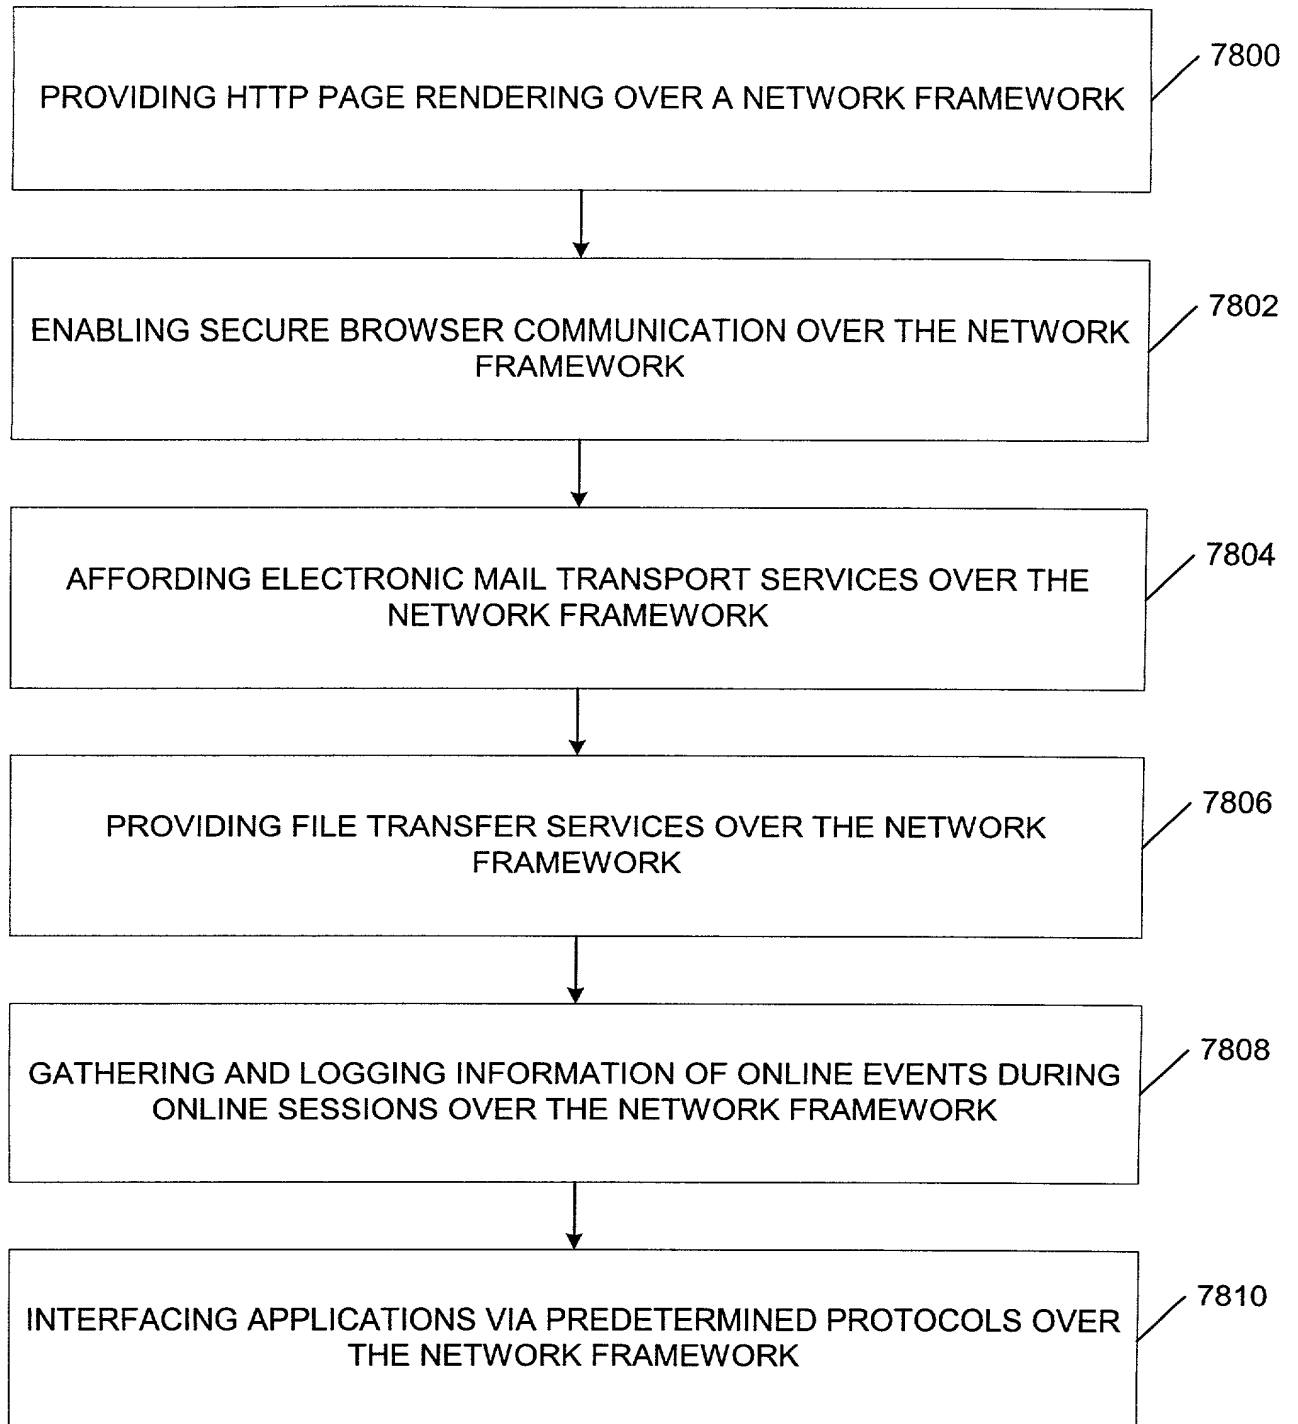 7800
PROVIDING HTTP PAGE RENDERING OVER A NETWORK FRAMEWORK
7802
ENABLING SECURE BROWSER COMMUNICATION OVER THE NETWORK
FRAMEWORK
7804
AFFORDING ELECTRONIC MAIL TRANSPORT SERVICES OVER THE
NETWORK FRAMEWORK
7806
PROVIDING FILE TRANSFER SERVICES OVER THE NETWORK
FRAMEWORK
7808
GATHERING AND LOGGING INFORMATION OF ONLINE EVENTS DURING
ONLINE SESSIONS OVER THE NETWORK FRAMEWORK
7810
INTERFACING APPLICATIONS VIA PREDETERMINED PROTOCOLS OVER
THE NETWORK FRAMEWORK